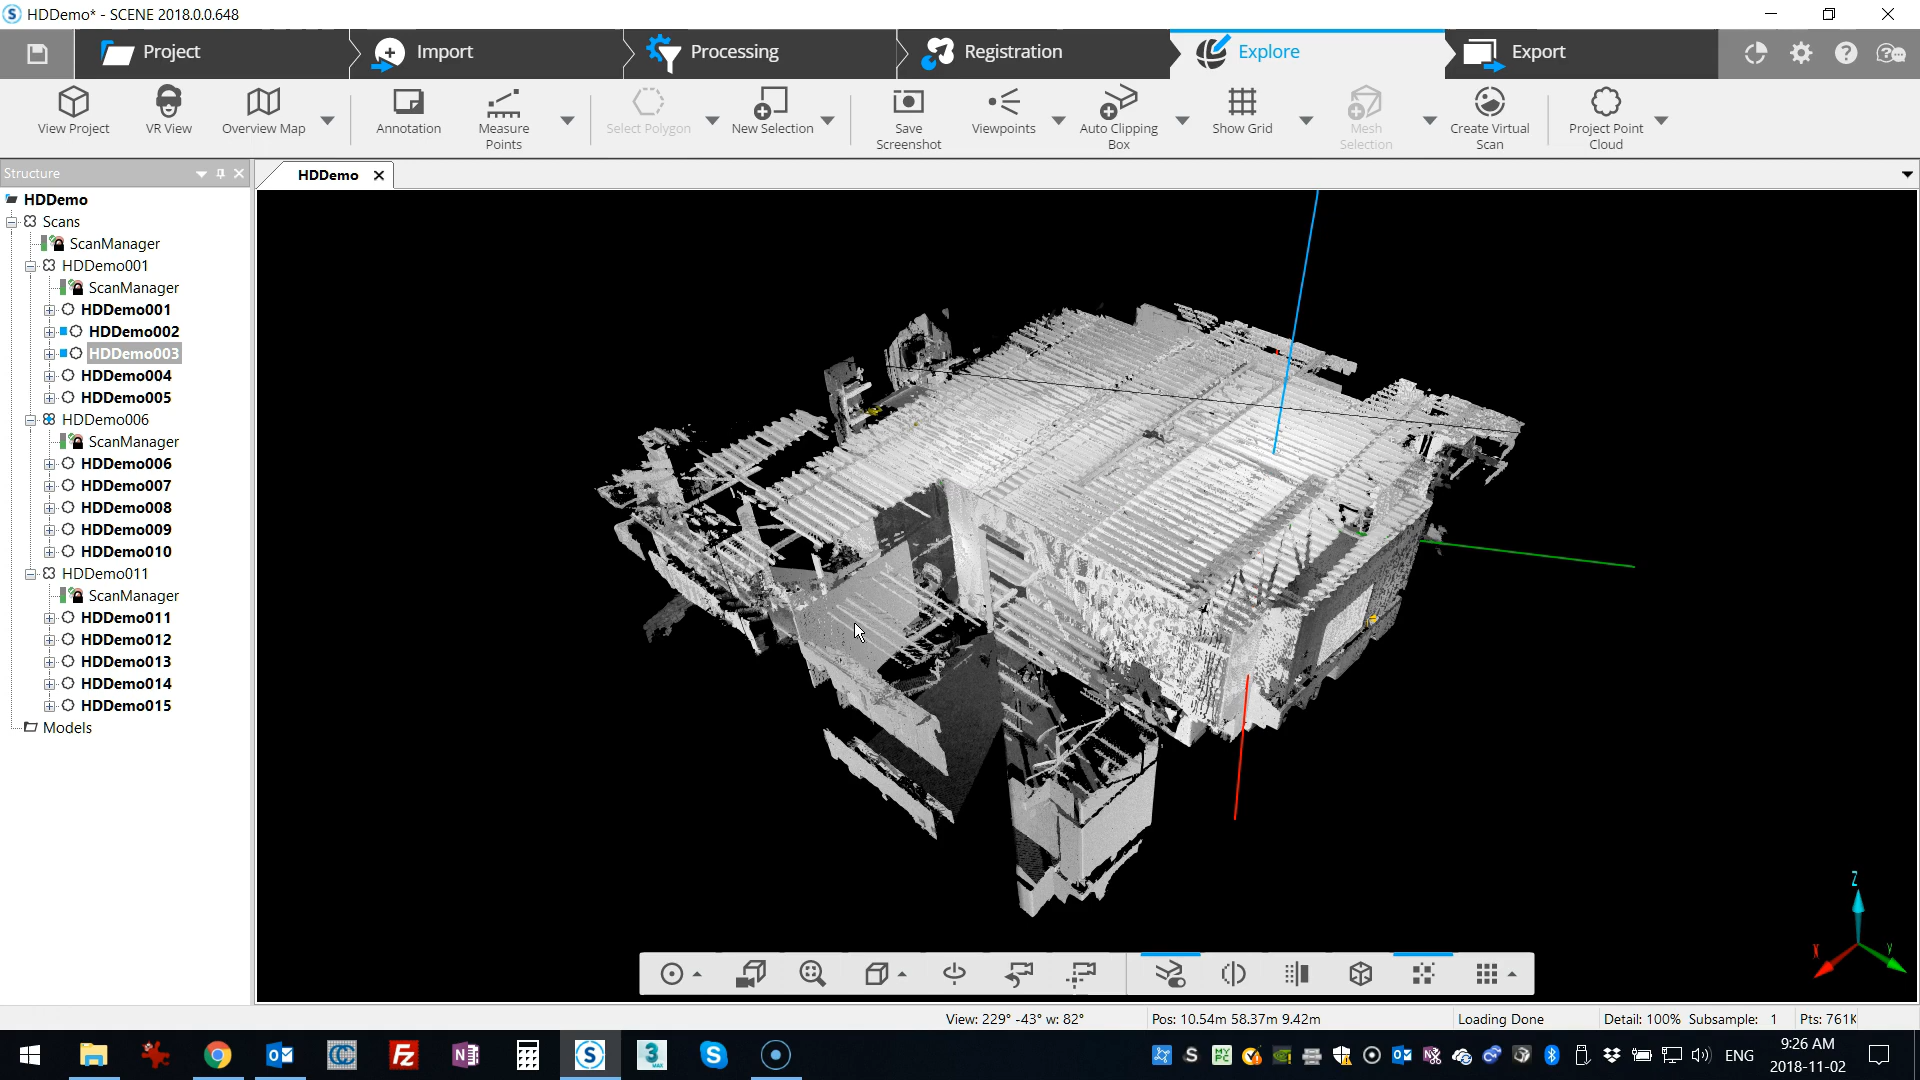 HDDemo* - SCENE 2018.0.0.648
Project
Import
Processing
Registration
Explore
Export
View Project
VR View
Overview Map
Annotation
Measure
Points
Select Polygon
New Selection
Save
Screenshot
Viewpoints
Auto Clipping
Box
Show Grid
Mesh
Selection
Create Virtual
Scan
Project Point
Cloud
Structure
HDDemo
HDDemo
Scans
ScanManager
HDDemo001
ScanManager
HDDemo001
HDDemo002
HDDemo003
HDDemo004
HDDemo005
HDDemo006
ScanManager
HDDemo006
HDDemo007
HDDemo008
HDDemo009
HDDemo010
HDDemo011
ScanManager
HDDemo011
HDDemo012
HDDemo013
HDDemo014
HDDemo015
Models
Z
X
Y
View: 229° -43° w: 82°
Pos: 10.54m 58.37m 9.42m
Loading Done
Detail: 100%
Subsample: 1
Pts: 761K
ENG
9:26 AM
2018-11-02